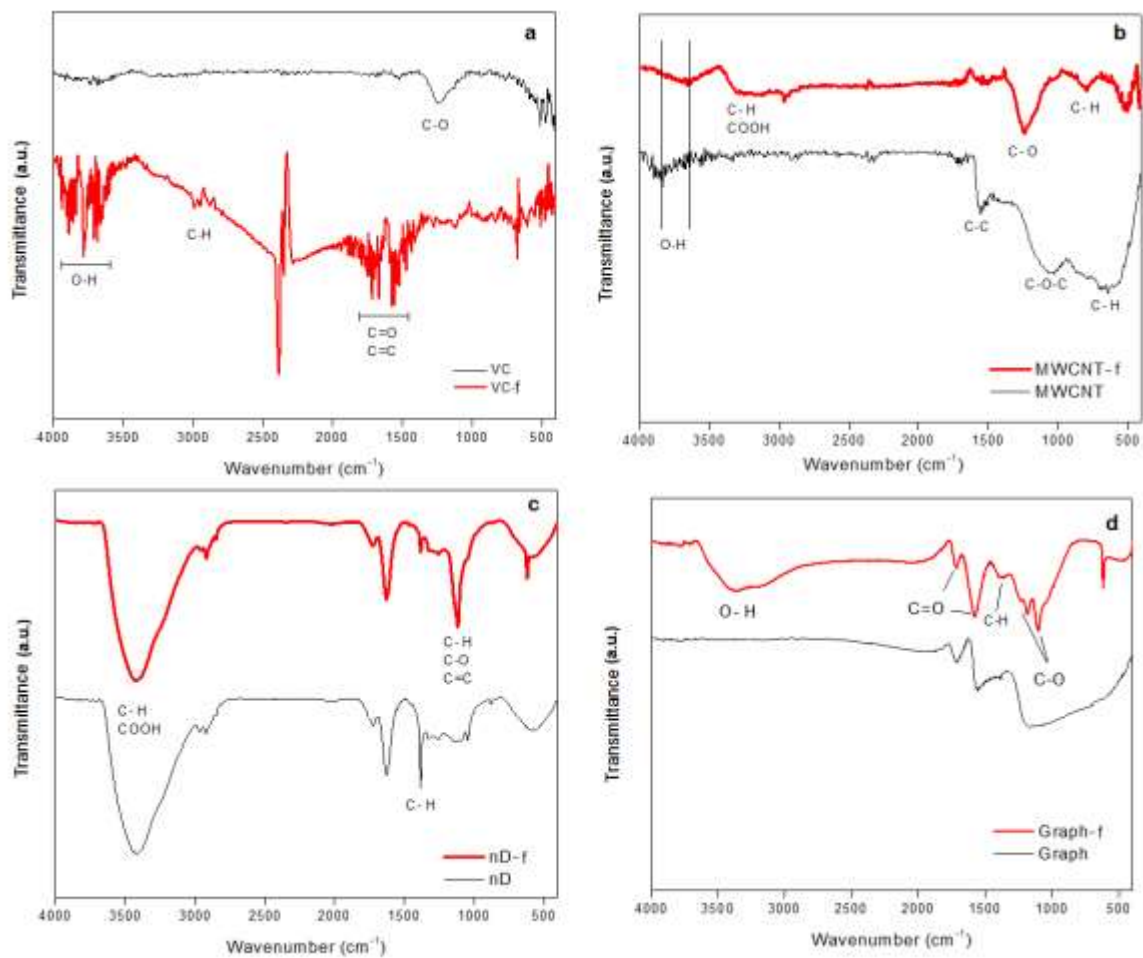 a
C-O
C-H
O-H
C=O
C=C
VC
VC-f
Transmittance (a.u.)
4000 3500 3000 2500 2000 1500 1000 500
Wavenumber (cm⁻¹)
b
C-H
COOH
C-H
C-O
O-H
C-C
C-O-C
C-H
MWCNT-f
MWCNT
Transmittance (a.u.)
4000 3500 3000 2500 2000 1500 1000 500
Wavenumber (cm⁻¹)
c
C-H
C-O
C=C
C-H
COOH
C-H
nD-f
nD
Transmittance (a.u.)
4000 3500 3000 2500 2000 1500 1000 500
Wavenumber (cm⁻¹)
d
O-H
C=O
C-H
C-O
Graph-f
Graph
Transmittance (a.u.)
4000 3500 3000 2500 2000 1500 1000 500
Wavenumber (cm⁻¹)